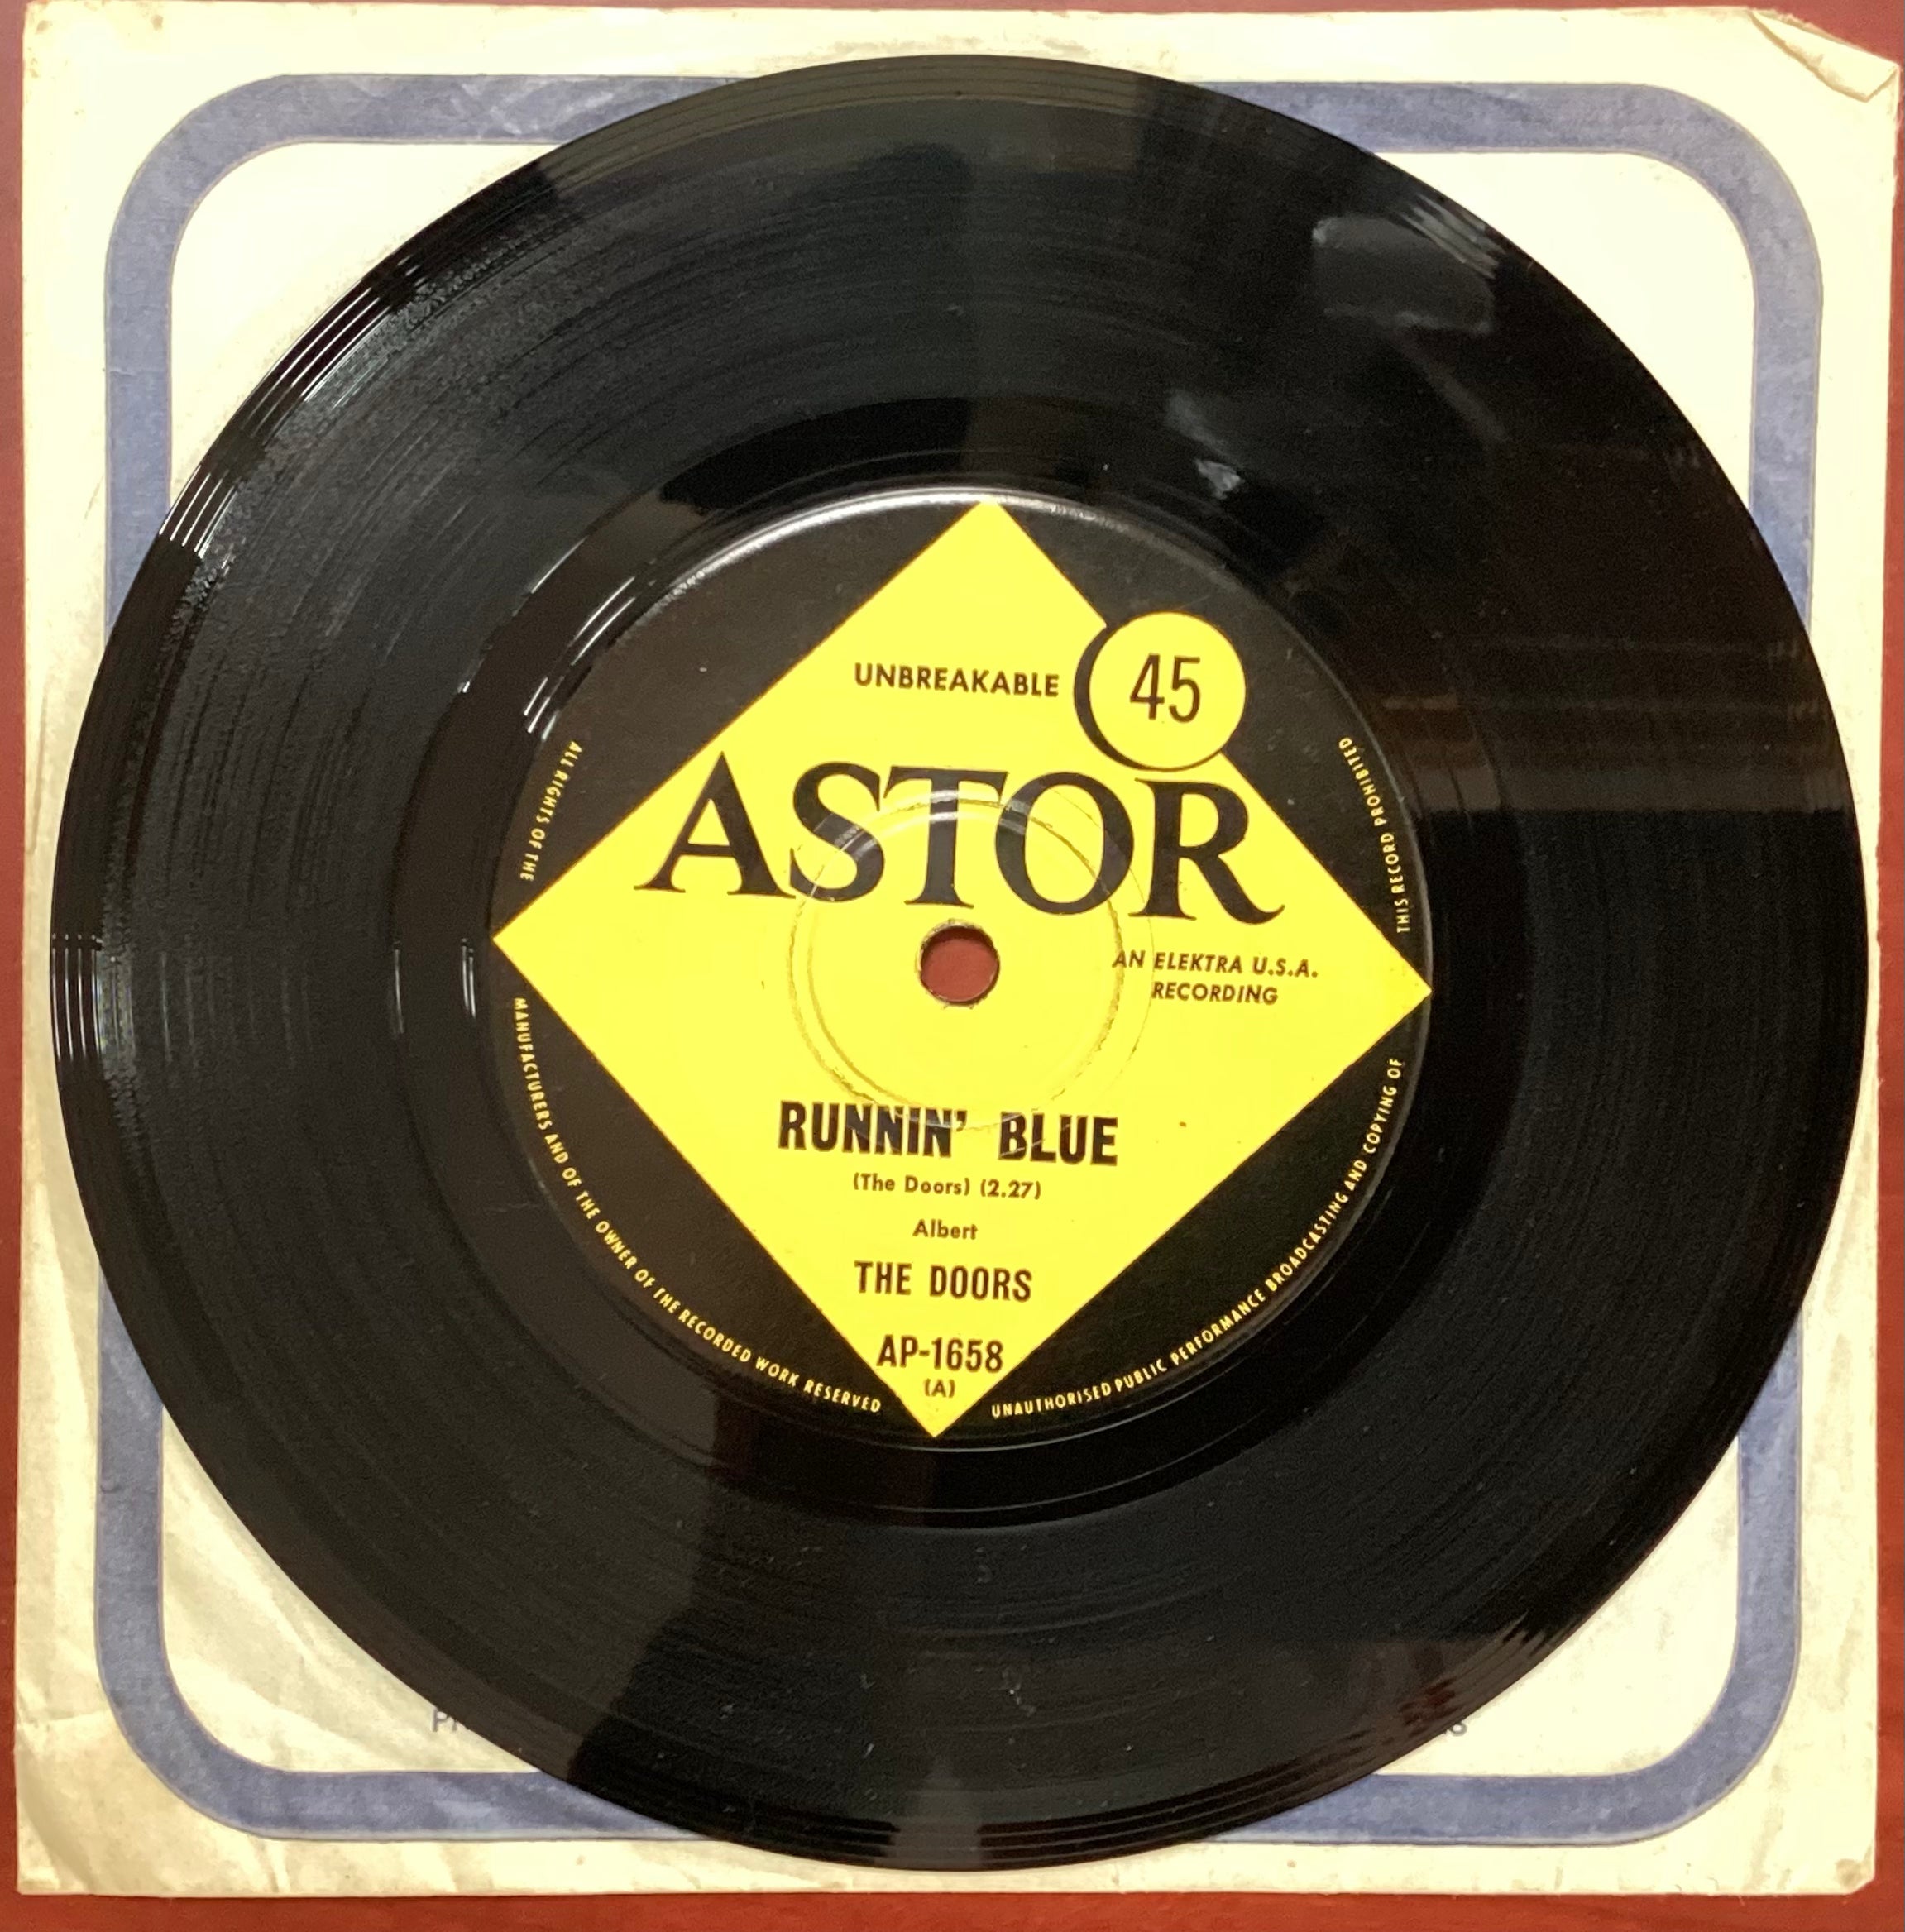 UNBREAKABLE 45
ASTOR
AN ELEKTRA U.S.A.
RECORDING
RUNNIN' BLUE
(The Doors) (2.27)
Albert
THE DOORS
AP-1658
(A)
ALL RIGHTS OF THE
MANUFACTURERS AND OF THE OWNER OF THE RECORDED WORK RESERVED
UNAUTHORISED PUBLIC PERFORMANCE BROADCASTING AND COPYING OF
THIS RECORD PROHIBITED